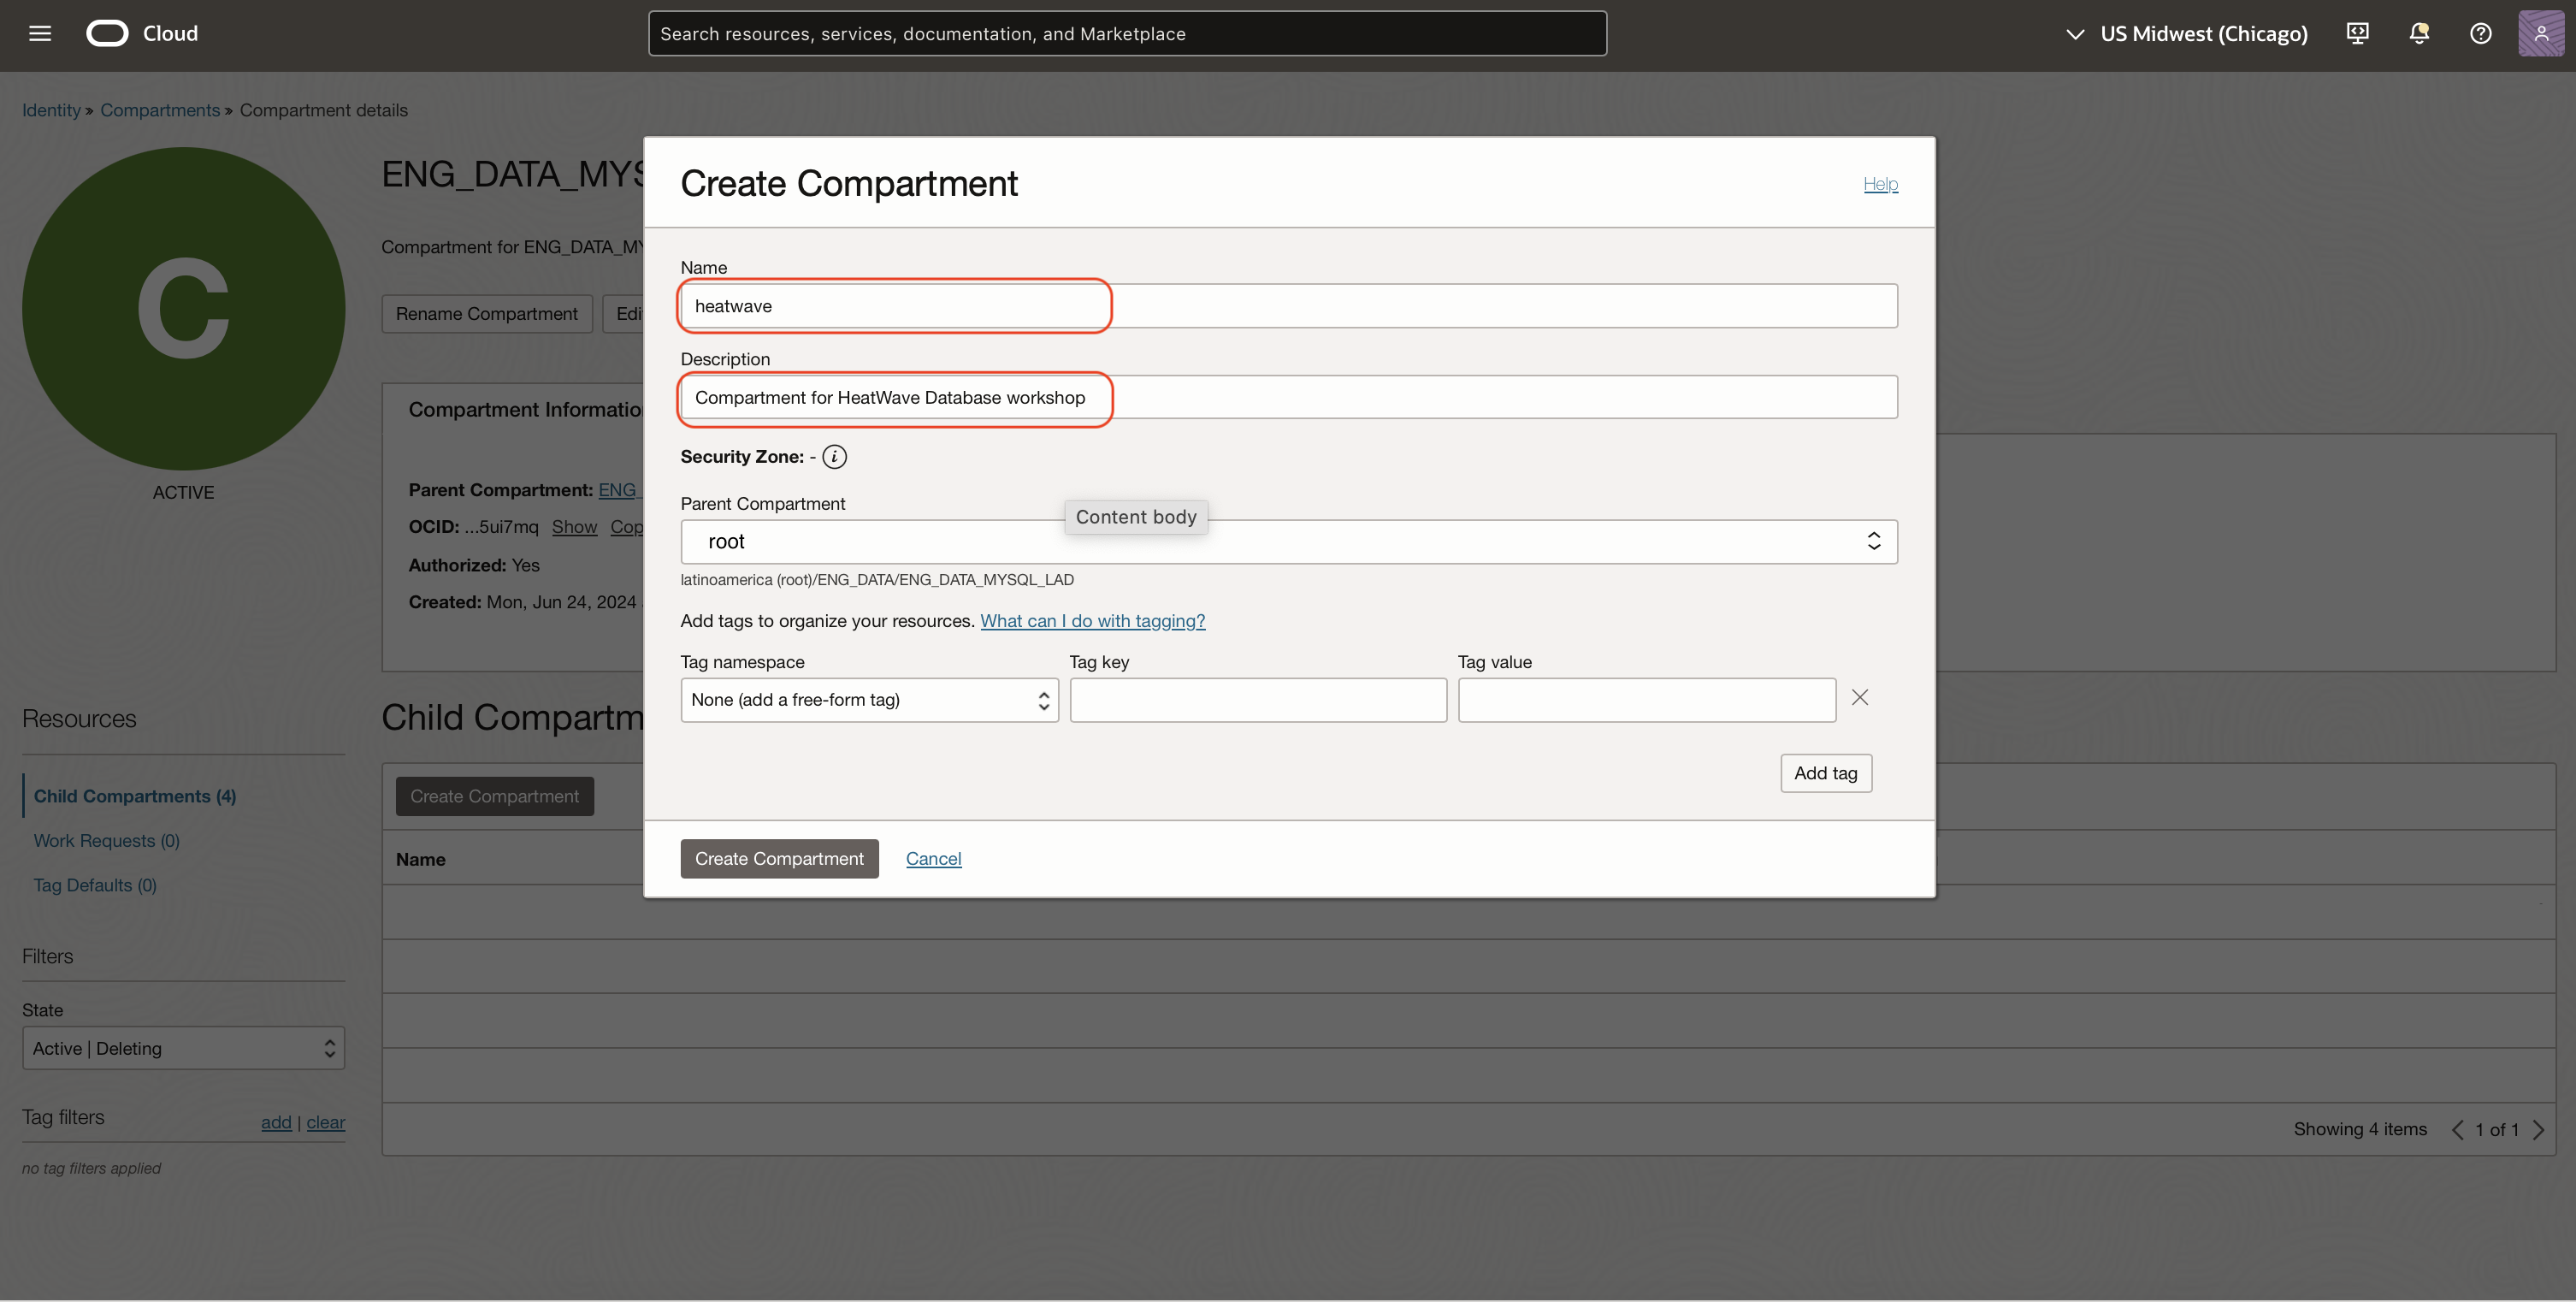 Cloud
Search resources, services, documentation, and Marketplace
US Midwest (Chicago)
Identity » Compartments » Compartment details
C
ACTIVE
ENG_DATA_MYS
Compartment for ENG_DATA_MY
Rename Compartment
Compartment Informatio
Parent Compartment: ENG_
OCID: ...5ui7mq Show Cop
Authorized: Yes
Created: Mon, Jun 24, 2024
Create Compartment
Help
Name
heatwave
Description
Compartment for HeatWave Database workshop
Security Zone: - i
Parent Compartment
Content body
root
latinoamerica (root)/ENG_DATA/ENG_DATA_MYSQL_LAD
Add tags to organize your resources. What can I do with tagging?
Tag namespace Tag key Tag value
None (add a free-form tag)
Add tag
Create Compartment Cancel
Resources
Child Compartments (4)
Work Requests (0)
Tag Defaults (0)
Filters
State
Active | Deleting
Tag filters add | clear
no tag filters applied
Child Compartm
Create Compartment
Name
Showing 4 items < 1 of 1 >